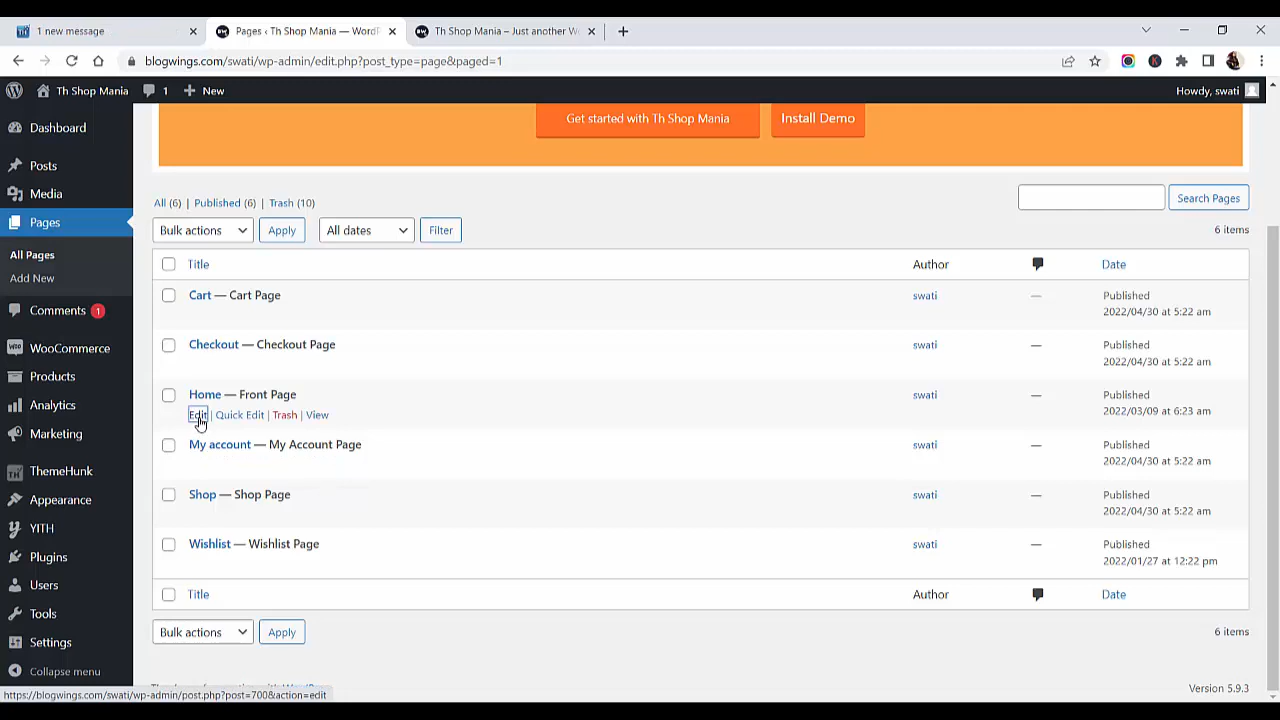 1 new message
Pages ‹ Th Shop Mania — WordP
Th Shop Mania – Just another W
blogwings.com/swati/wp-admin/edit.php?post_type=page&paged=1
Th Shop Mania 1 New
Howdy, swati
Dashboard
Posts
Media
Pages
All Pages
Add New
Comments 1
WooCommerce
Products
Analytics
Marketing
ThemeHunk
Appearance
YITH
Plugins
Users
Tools
Settings
Collapse menu
Get started with Th Shop Mania
Install Demo
All (6) | Published (6) | Trash (10)
Search Pages
Bulk actions Apply All dates Filter
6 items
Title Author Date
Cart — Cart Page swati — Published
2022/04/30 at 5:22 am
Checkout — Checkout Page swati — Published
2022/04/30 at 5:22 am
Home — Front Page swati — Published
Edit | Quick Edit | Trash | View 2022/03/09 at 6:23 am
My account — My Account Page swati — Published
2022/04/30 at 5:22 am
Shop — Shop Page swati — Published
2022/04/30 at 5:22 am
Wishlist — Wishlist Page swati — Published
2022/01/27 at 12:22 pm
Title Author Date
Bulk actions Apply
6 items
Version 5.9.3
https://blogwings.com/swati/wp-admin/post.php?post=700&action=edit